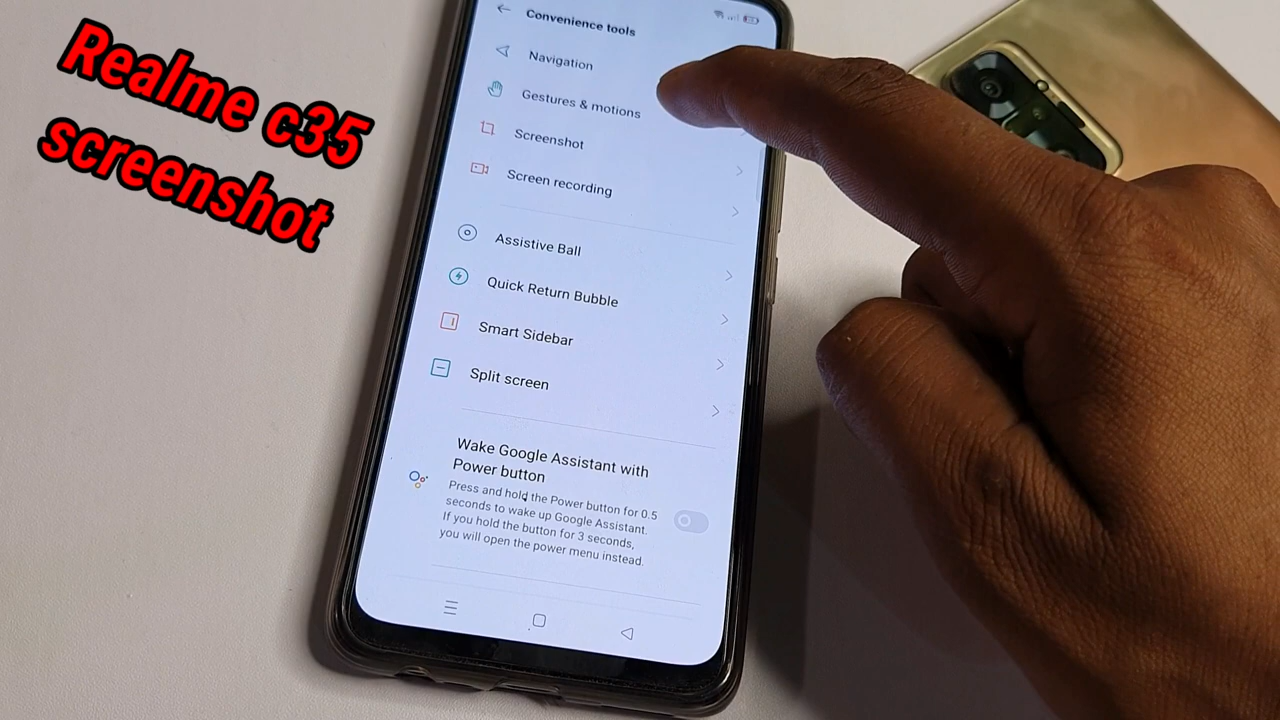 Realme c35
screenshot
Convenience tools
Navigation
Gestures & motions
Screenshot
Screen recording
Assistive Ball
Quick Return Bubble
Smart Sidebar
Split screen
Wake Google Assistant with
Power button
Press and hold the Power button for 0.5
seconds to wake up Google Assistant.
If you hold the button for 3 seconds,
you will open the power menu instead.